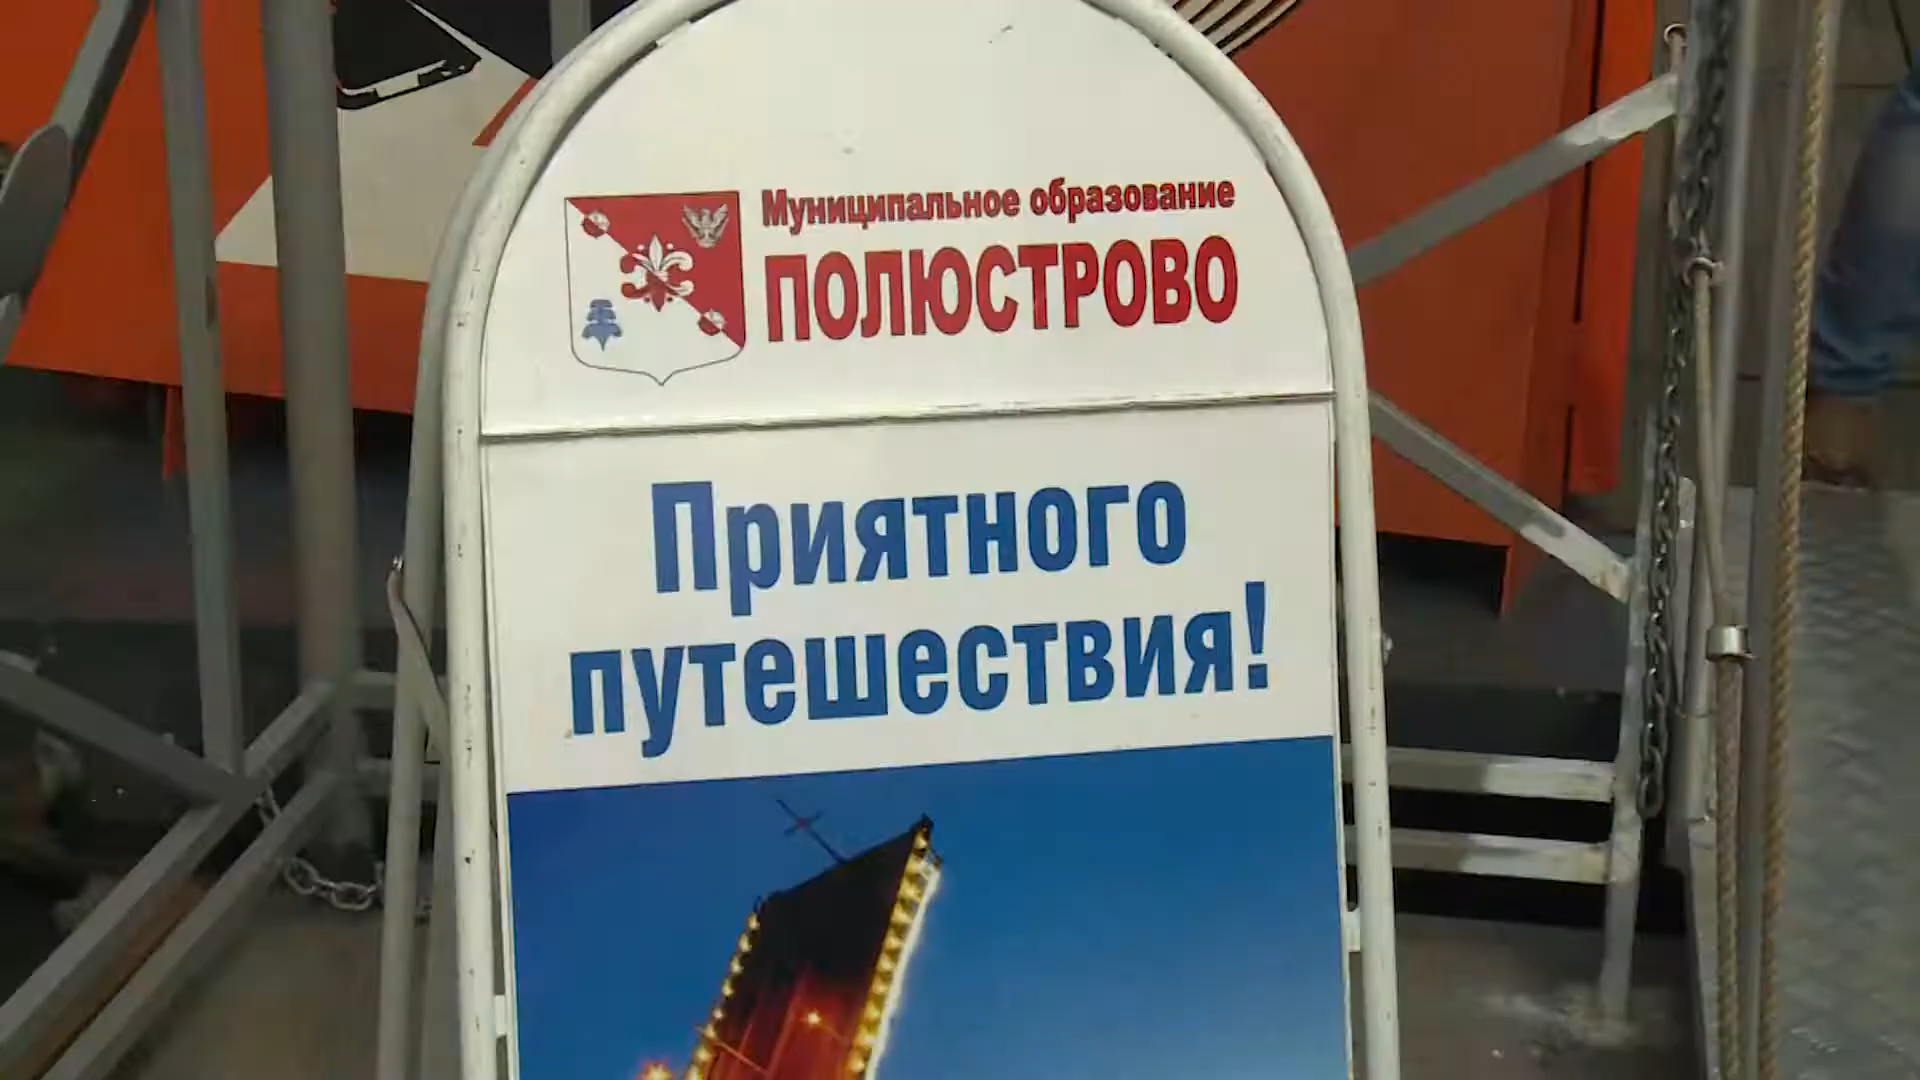 Муниципальное образование
ПОЛЮСТРОВО
Приятного
путешествия!